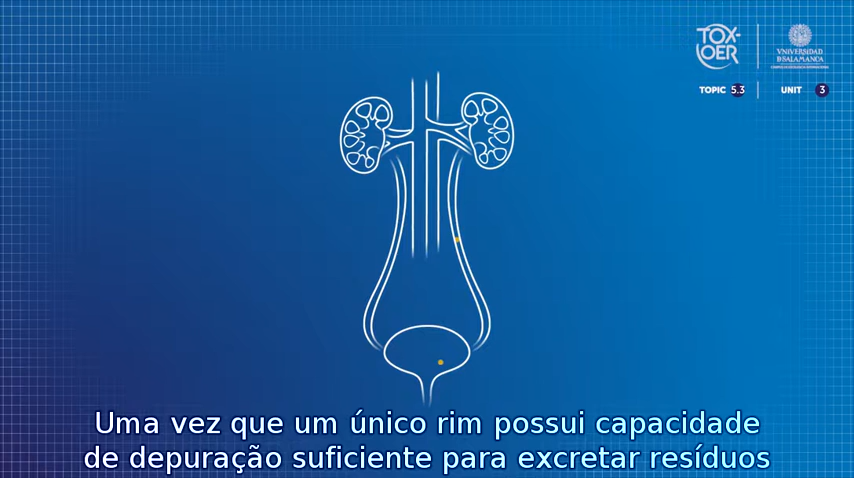 TOX-
OER
VNiVERSiDAD
D SALAMANCA
TOPIC 5.3
UNIT 3
Uma vez que um único rim possui capacidade
de depuração suficiente para excretar resíduos